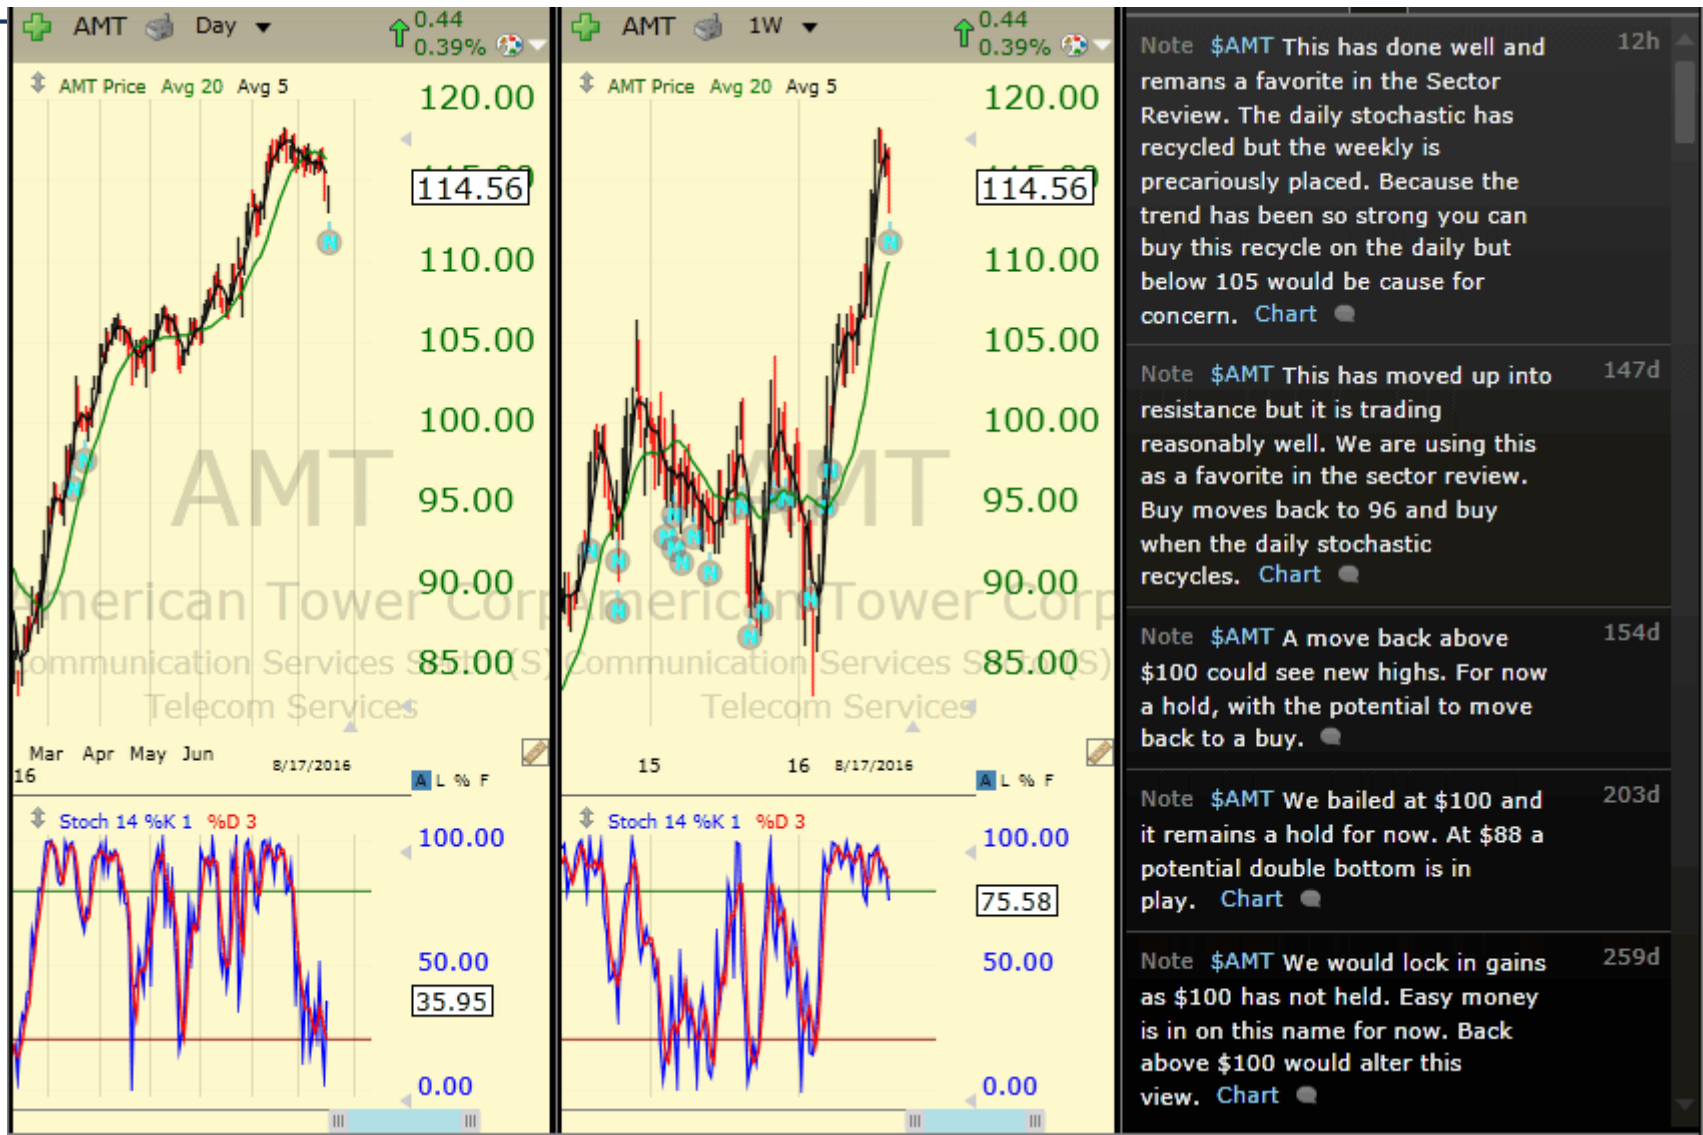 AMT Day
0.44
0.39%
AMT Price Avg 20 Avg 5
120.00
114.56
110.00
105.00
100.00
95.00
90.00
85.00
AMT
American Tower Corp
Communication Services Sector(S)
Telecom Services
Mar Apr May Jun
16
8/17/2016
A L % F
Stoch 14 %K 1 %D 3
100.00
50.00
35.95
0.00
AMT 1W
0.44
0.39%
AMT Price Avg 20 Avg 5
120.00
114.56
110.00
105.00
100.00
95.00
90.00
85.00
AMT
American Tower Corp
Communication Services Sector(S)
Telecom Services
15 16 8/17/2016
A L % F
Stoch 14 %K 1 %D 3
100.00
75.58
50.00
0.00
Note $AMT This has done well and 12h
remans a favorite in the Sector
Review. The daily stochastic has
recycled but the weekly is
precariously placed. Because the
trend has been so strong you can
buy this recycle on the daily but
below 105 would be cause for
concern. Chart
Note $AMT This has moved up into 147d
resistance but it is trading
reasonably well. We are using this
as a favorite in the sector review.
Buy moves back to 96 and buy
when the daily stochastic
recycles. Chart
Note $AMT A move back above 154d
$100 could see new highs. For now
a hold, with the potential to move
back to a buy.
Note $AMT We bailed at $100 and 203d
it remains a hold for now. At $88 a
potential double bottom is in
play. Chart
Note $AMT We would lock in gains 259d
as $100 has not held. Easy money
is in on this name for now. Back
above $100 would alter this
view. Chart